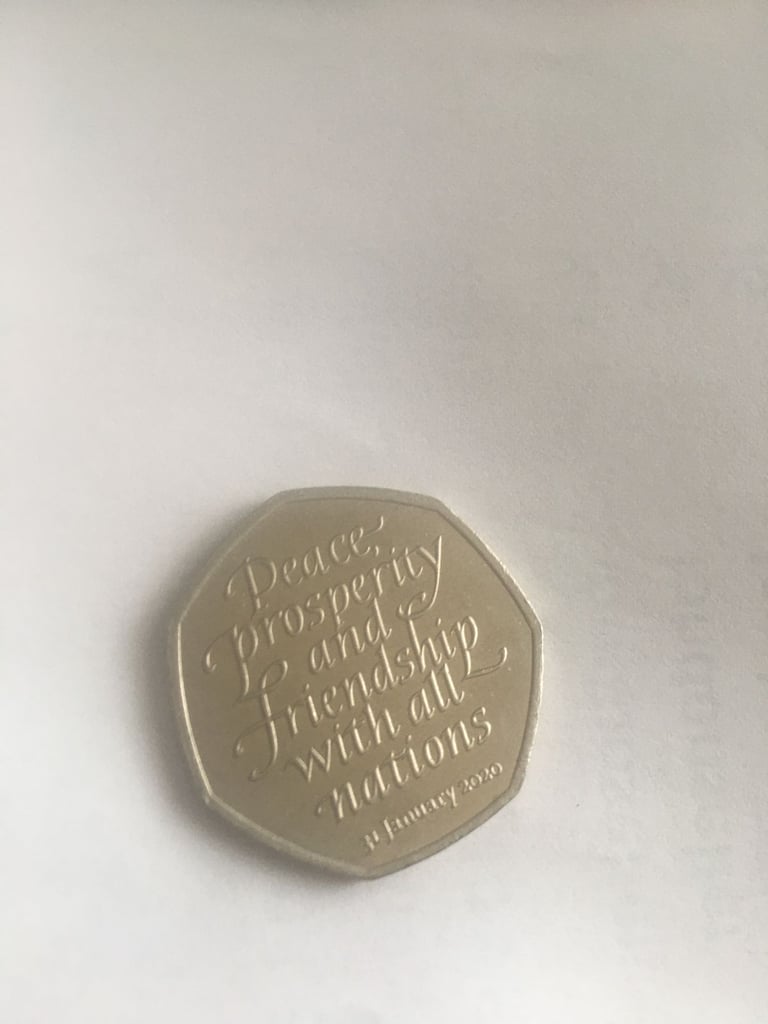 Peace,
prosperity
and
friendship
with all
nations
31 January 2020